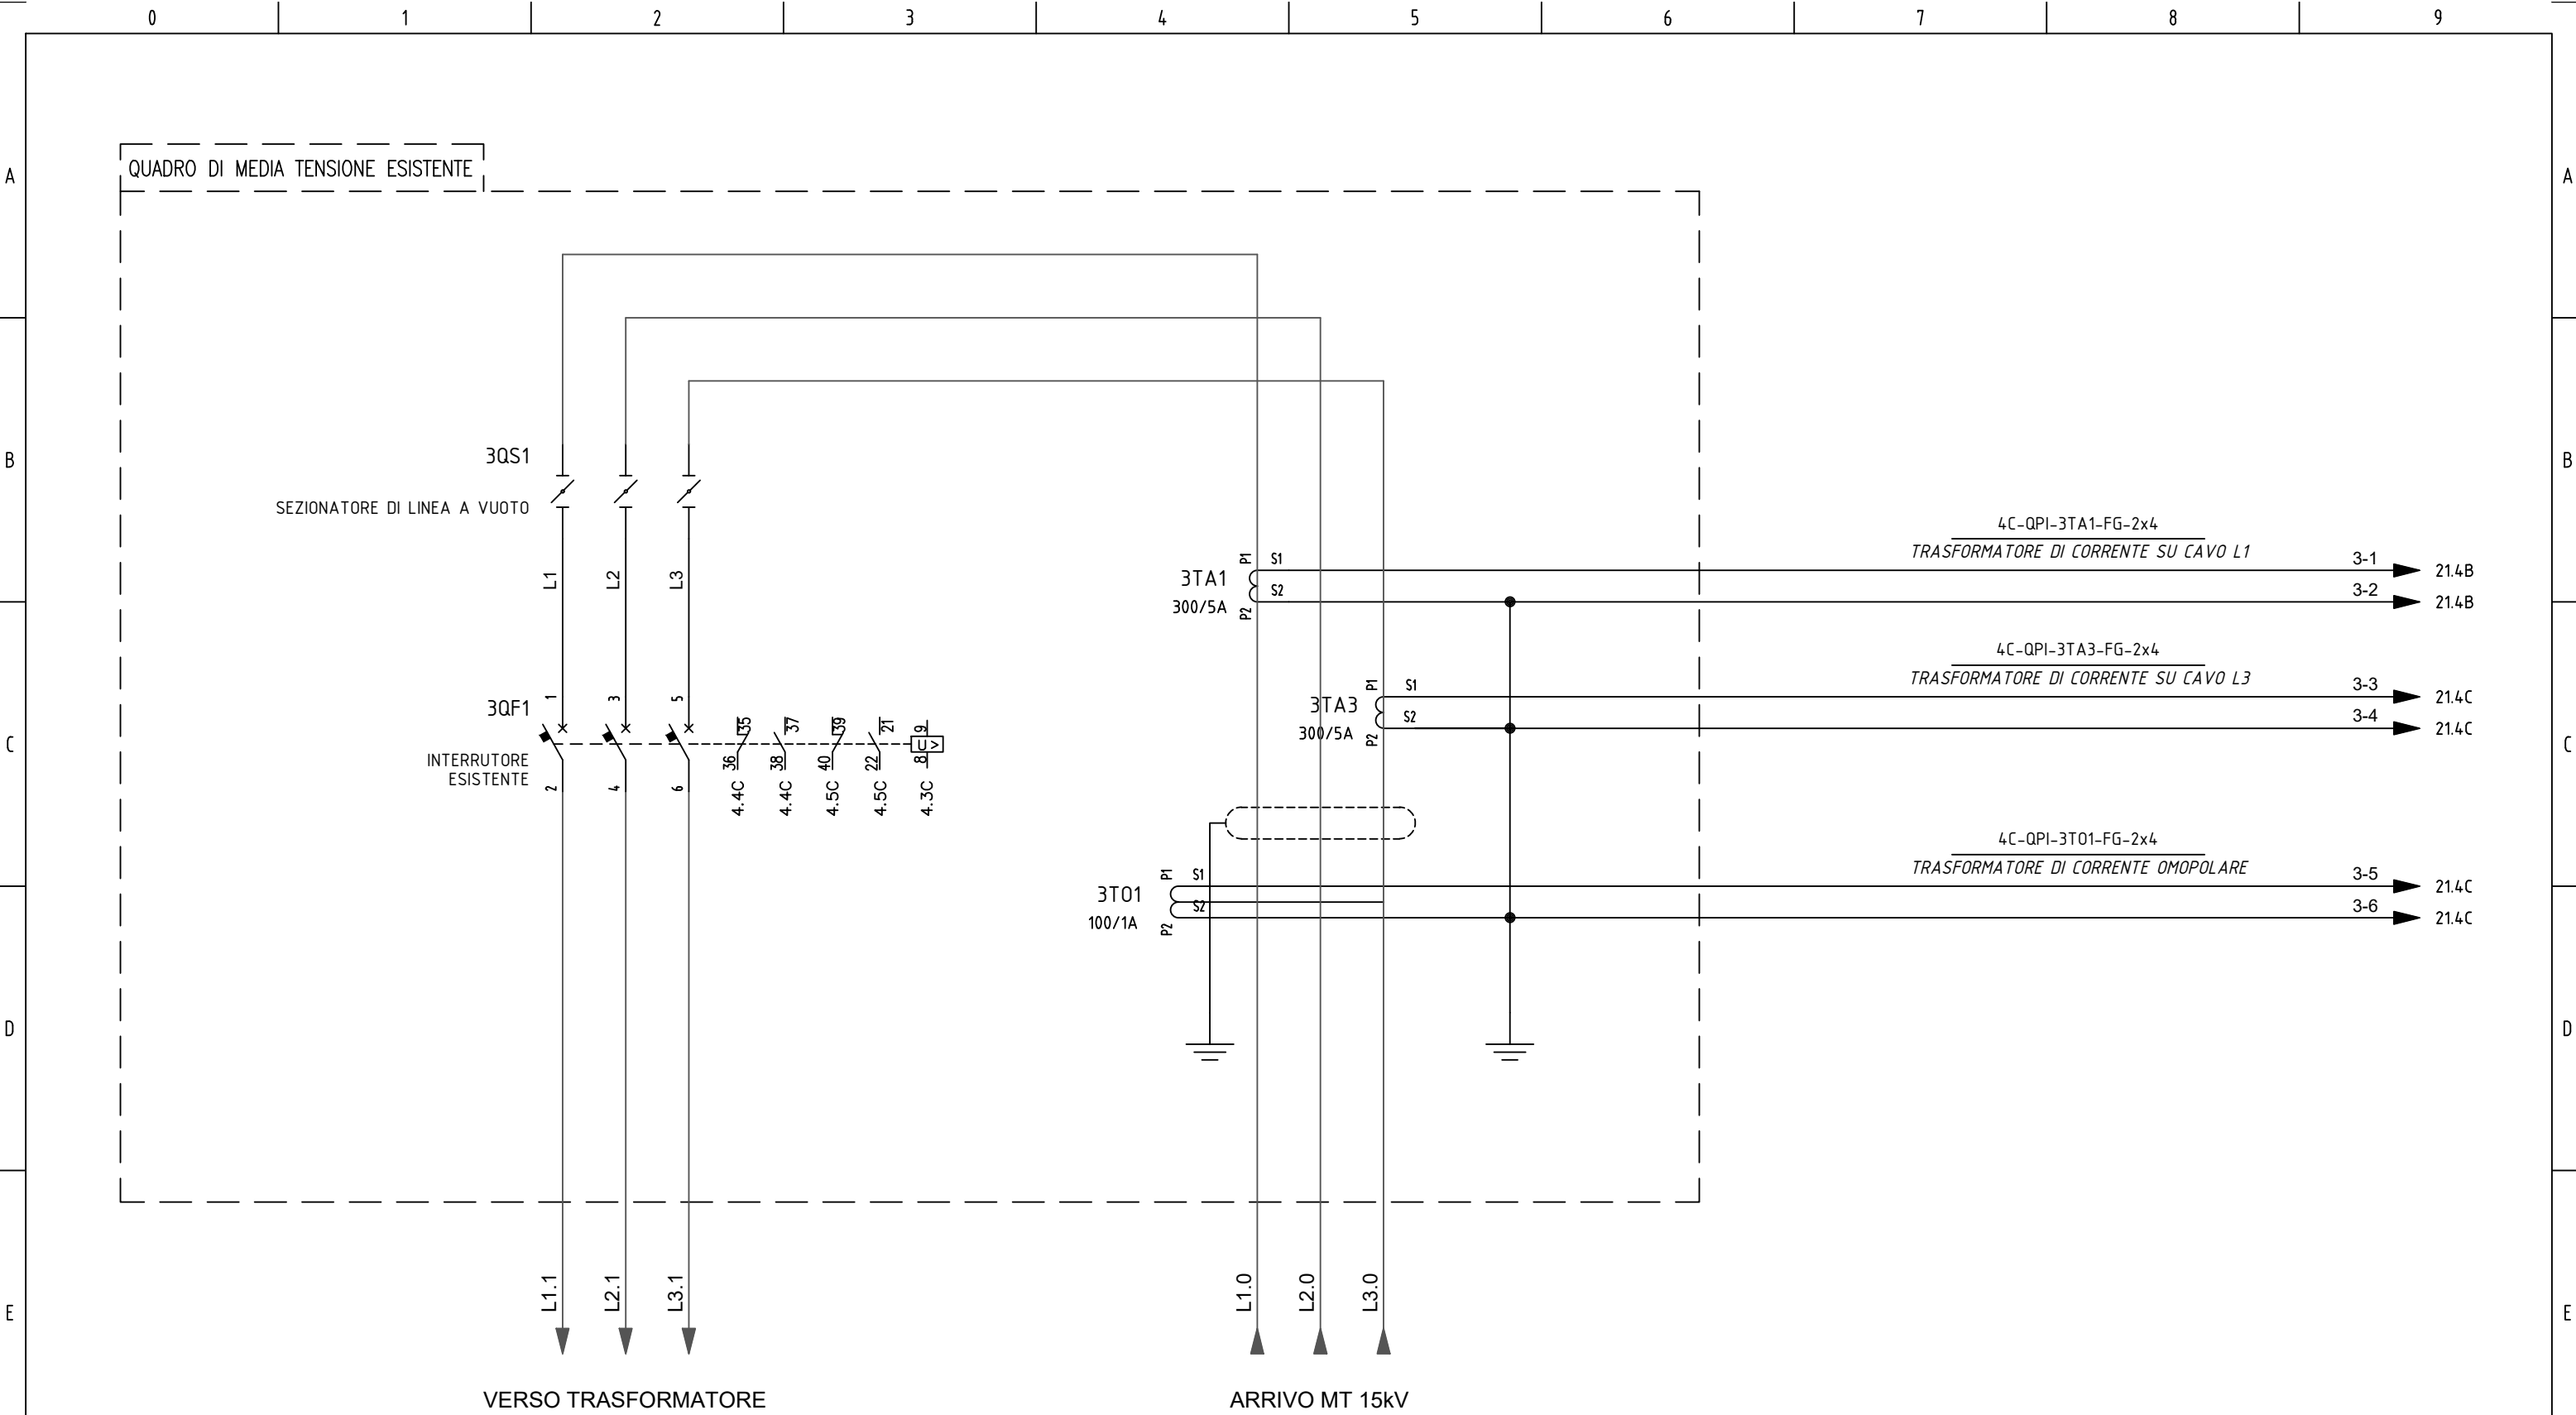 0 1 2 3 4 5 6 7 8 9
A A
QUADRO DI MEDIA TENSIONE ESISTENTE
B B
3QS1
SEZIONATORE DI LINEA A VUOTO
L1 L2 L3
3TA1
300/5A
P1 S1
P2 S2
4C-QPI-3TA1-FG-2x4
TRASFORMATORE DI CORRENTE SU CAVO L1
3-1 21.4B
3-2 21.4B
C C
3QF1
INTERRUTORE
ESISTENTE
1 3 5
2 4 6
35 37 39 21 9
U>
36 38 40 22 8
4.4C 4.4C 4.5C 4.5C 4.3C
3TA3
300/5A
P1 S1
P2 S2
4C-QPI-3TA3-FG-2x4
TRASFORMATORE DI CORRENTE SU CAVO L3
3-3 21.4C
3-4 21.4C
3TO1
100/1A
P1 S1
P2 S2
4C-QPI-3TO1-FG-2x4
TRASFORMATORE DI CORRENTE OMOPOLARE
3-5 21.4C
3-6 21.4C
D D
E E
L1.1 L2.1 L3.1
L1.0 L2.0 L3.0
VERSO TRASFORMATORE
ARRIVO MT 15kV